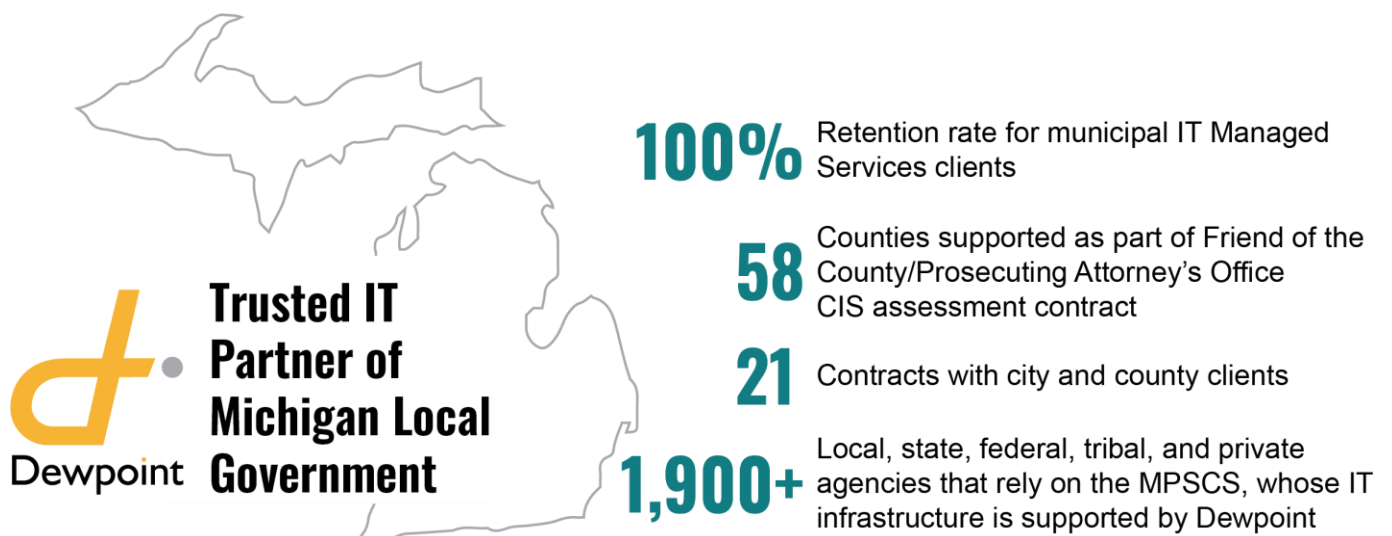 Dewpoint
Trusted IT
Partner of
Michigan Local
Government
100%
Retention rate for municipal IT Managed
Services clients
58
Counties supported as part of Friend of the
County/Prosecuting Attorney’s Office
CIS assessment contract
21
Contracts with city and county clients
1,900+
Local, state, federal, tribal, and private
agencies that rely on the MPSCS, whose IT
infrastructure is supported by Dewpoint